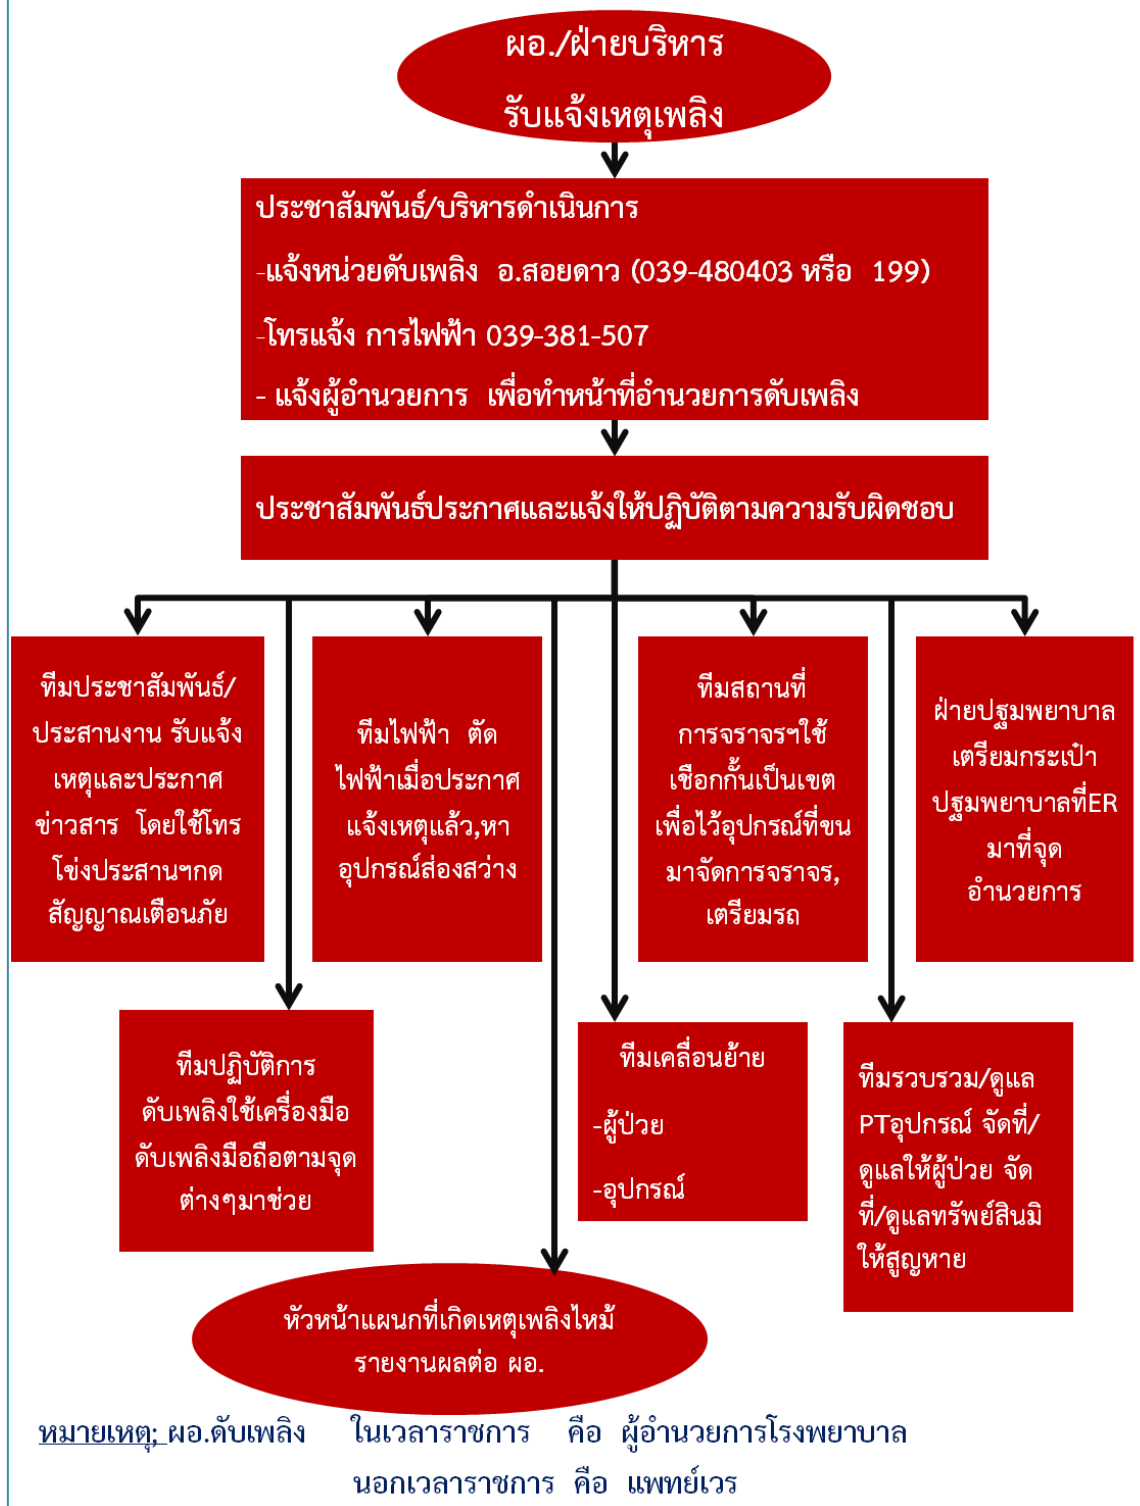 ผอ./ฝ่ายบริหาร
รับแจ้งเหตุเพลิง
ประชาสัมพันธ์/บริหารดำเนินการ
-แจ้งหน่วยดับเพลิง อ.สอยดาว (039-480403 หรือ 199)
-โทรแจ้ง การไฟฟ้า 039-381-507
- แจ้งผู้อำนวยการ เพื่อทำหน้าที่อำนวยการดับเพลิง
ประชาสัมพันธ์ประกาศและแจ้งให้ปฏิบัติตามความรับผิดชอบ
ทีมประชาสัมพันธ์/
ประสานงาน รับแจ้ง
เหตุและประกาศ
ข่าวสาร โดยใช้โทร
โข่งประสานฯกด
สัญญาณเตือนภัย
ทีมไฟฟ้า ตัด
ไฟฟ้าเมื่อประกาศ
แจ้งเหตุแล้ว,หา
อุปกรณ์ส่องสว่าง
ทีมสถานที่
การจราจรฯใช้
เชือกกั้นเป็นเขต
เพื่อไว้อุปกรณ์ที่ขน
มาจัดการจราจร,
เตรียมรถ
ฝ่ายปฐมพยาบาล
เตรียมกระเป๋า
ปฐมพยาบาลที่ER
มาที่จุด
อำนวยการ
ทีมปฏิบัติการ
ดับเพลิงใช้เครื่องมือ
ดับเพลิงมือถือตามจุด
ต่างๆมาช่วย
ทีมเคลื่อนย้าย
-ผู้ป่วย
-อุปกรณ์
ทีมรวบรวม/ดูแล
PTอุปกรณ์ จัดที่/
ดูแลให้ผู้ป่วย จัด
ที่/ดูแลทรัพย์สินมิ
ให้สูญหาย
หัวหน้าแผนกที่เกิดเหตุเพลิงไหม้
รายงานผลต่อ ผอ.
หมายเหตุ; ผอ.ดับเพลิง ในเวลาราชการ คือ ผู้อำนวยการโรงพยาบาล
นอกเวลาราชการ คือ แพทย์เวร